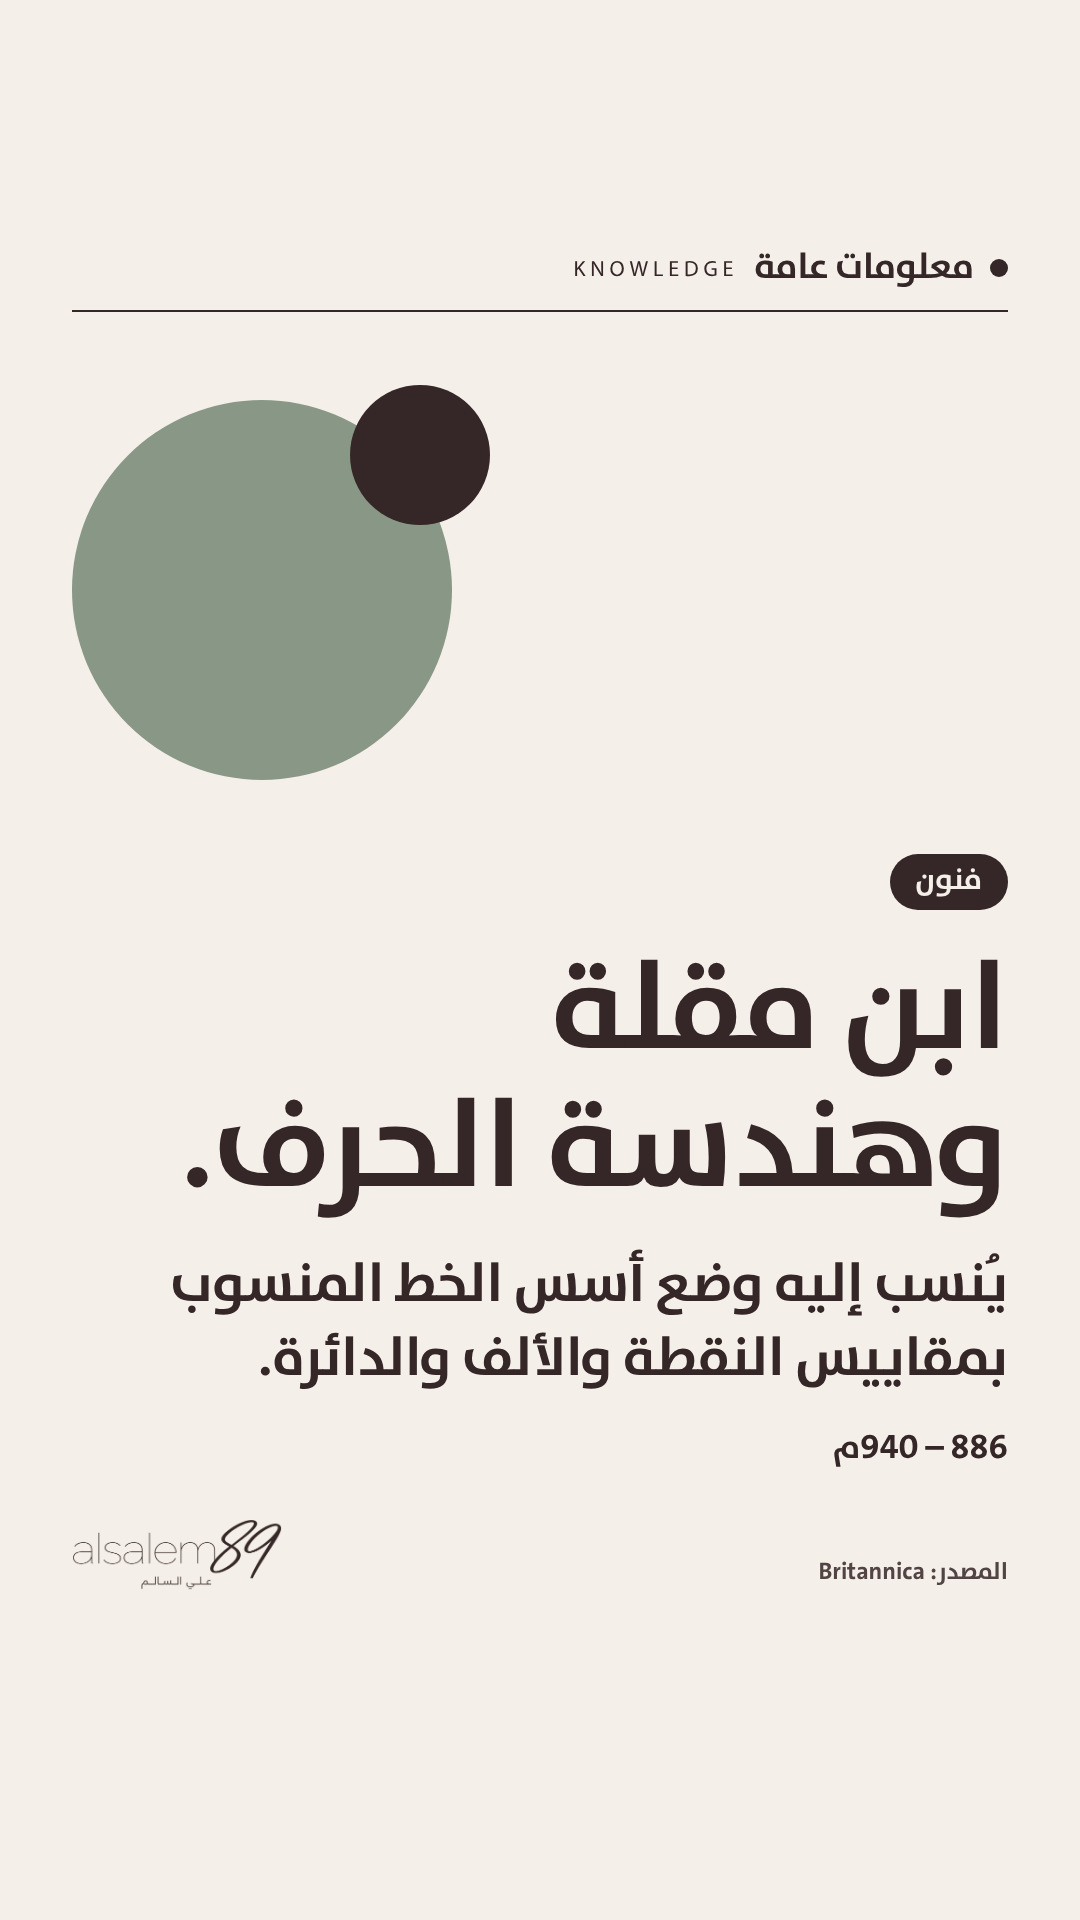 معلومات عامة KNOWLEDGE
فنون
ابن مقلة
وهندسة الحرف.
يُنسب إليه وضع أسس الخط المنسوب
بمقاييس النقطة والألف والدائرة.
886 – 940م
المصدر: Britannica
alsalem89
علي السالم